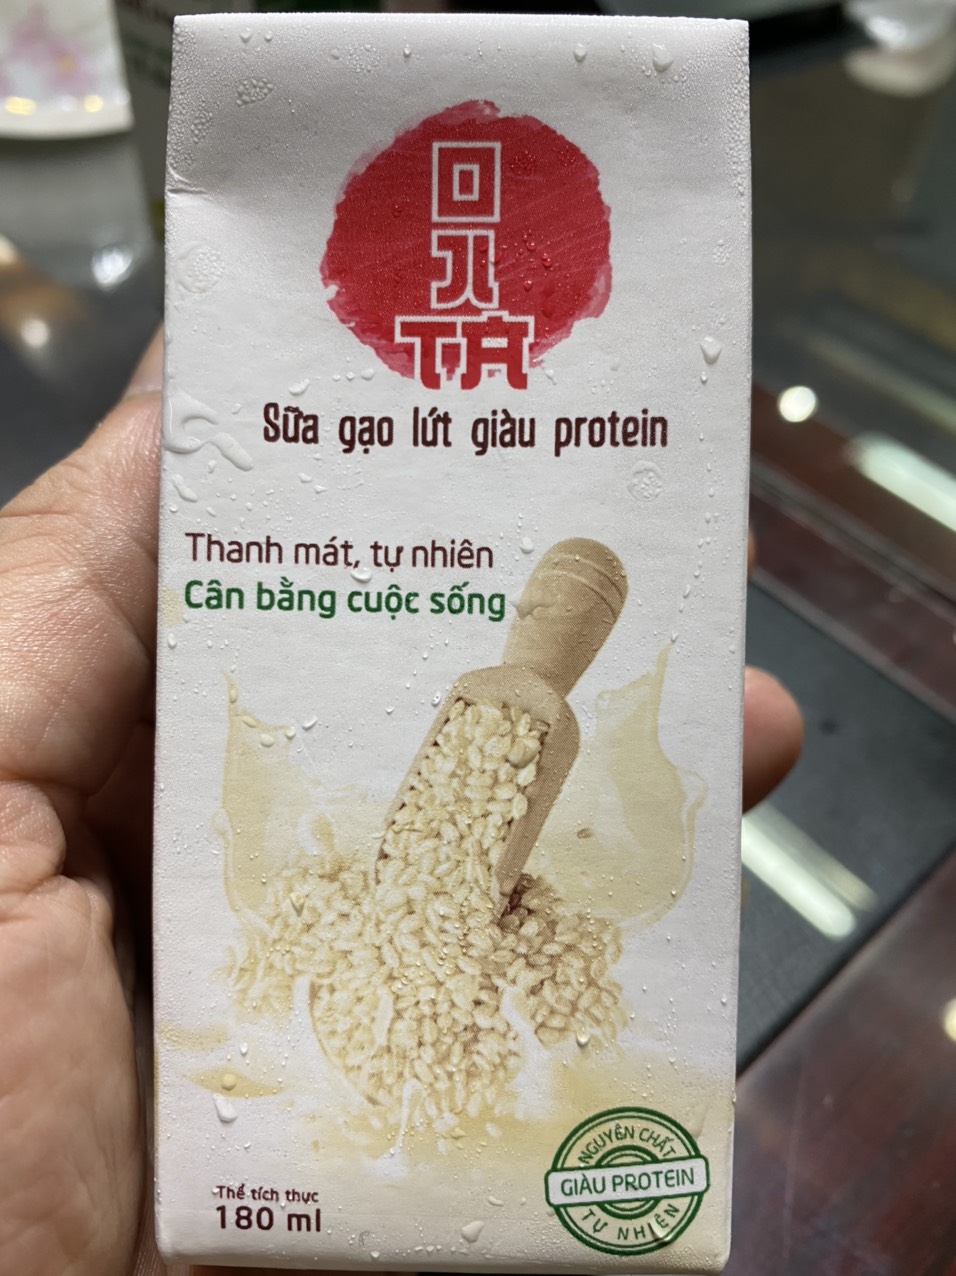 OJITA
Sữa gạo lứt giàu protein
Thanh mát, tự nhiên
Cân bằng cuộc sống
NGUYÊN CHẤT
GIÀU PROTEIN
TỰ NHIÊN
Thể tích thực
180 ml